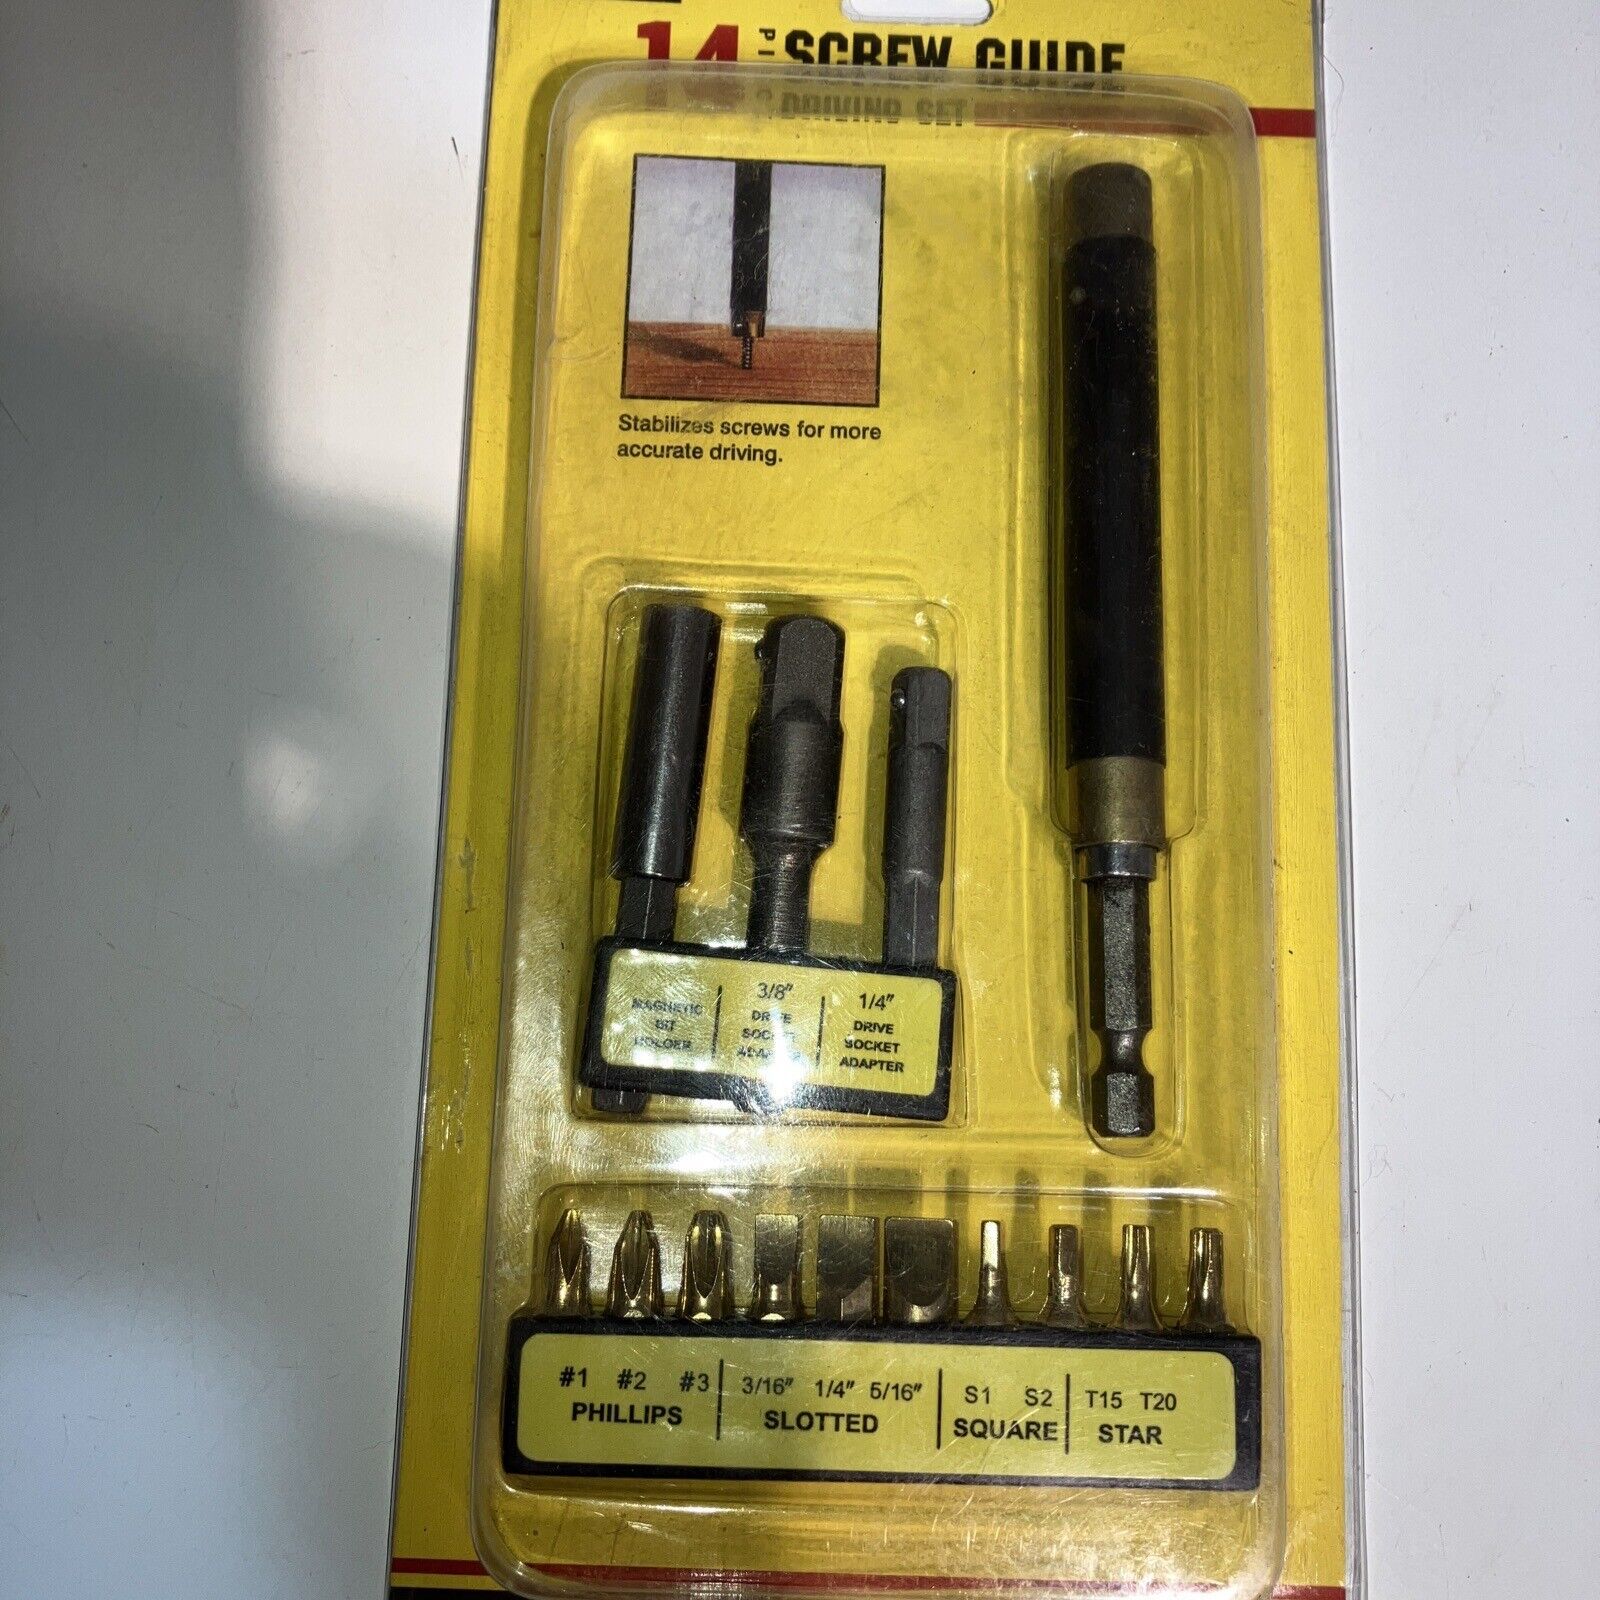 14 SCREW GUIDE
DRIVING SET
Stabilizes screws for more
accurate driving.
MAGNETIC
BIT
HOLDER
3/8"
DRIVE
SOCKET
ADAPTER
1/4"
DRIVE
SOCKET
ADAPTER
#1 #2 #3
PHILLIPS
3/16" 1/4" 5/16"
SLOTTED
S1 S2
SQUARE
T15 T20
STAR